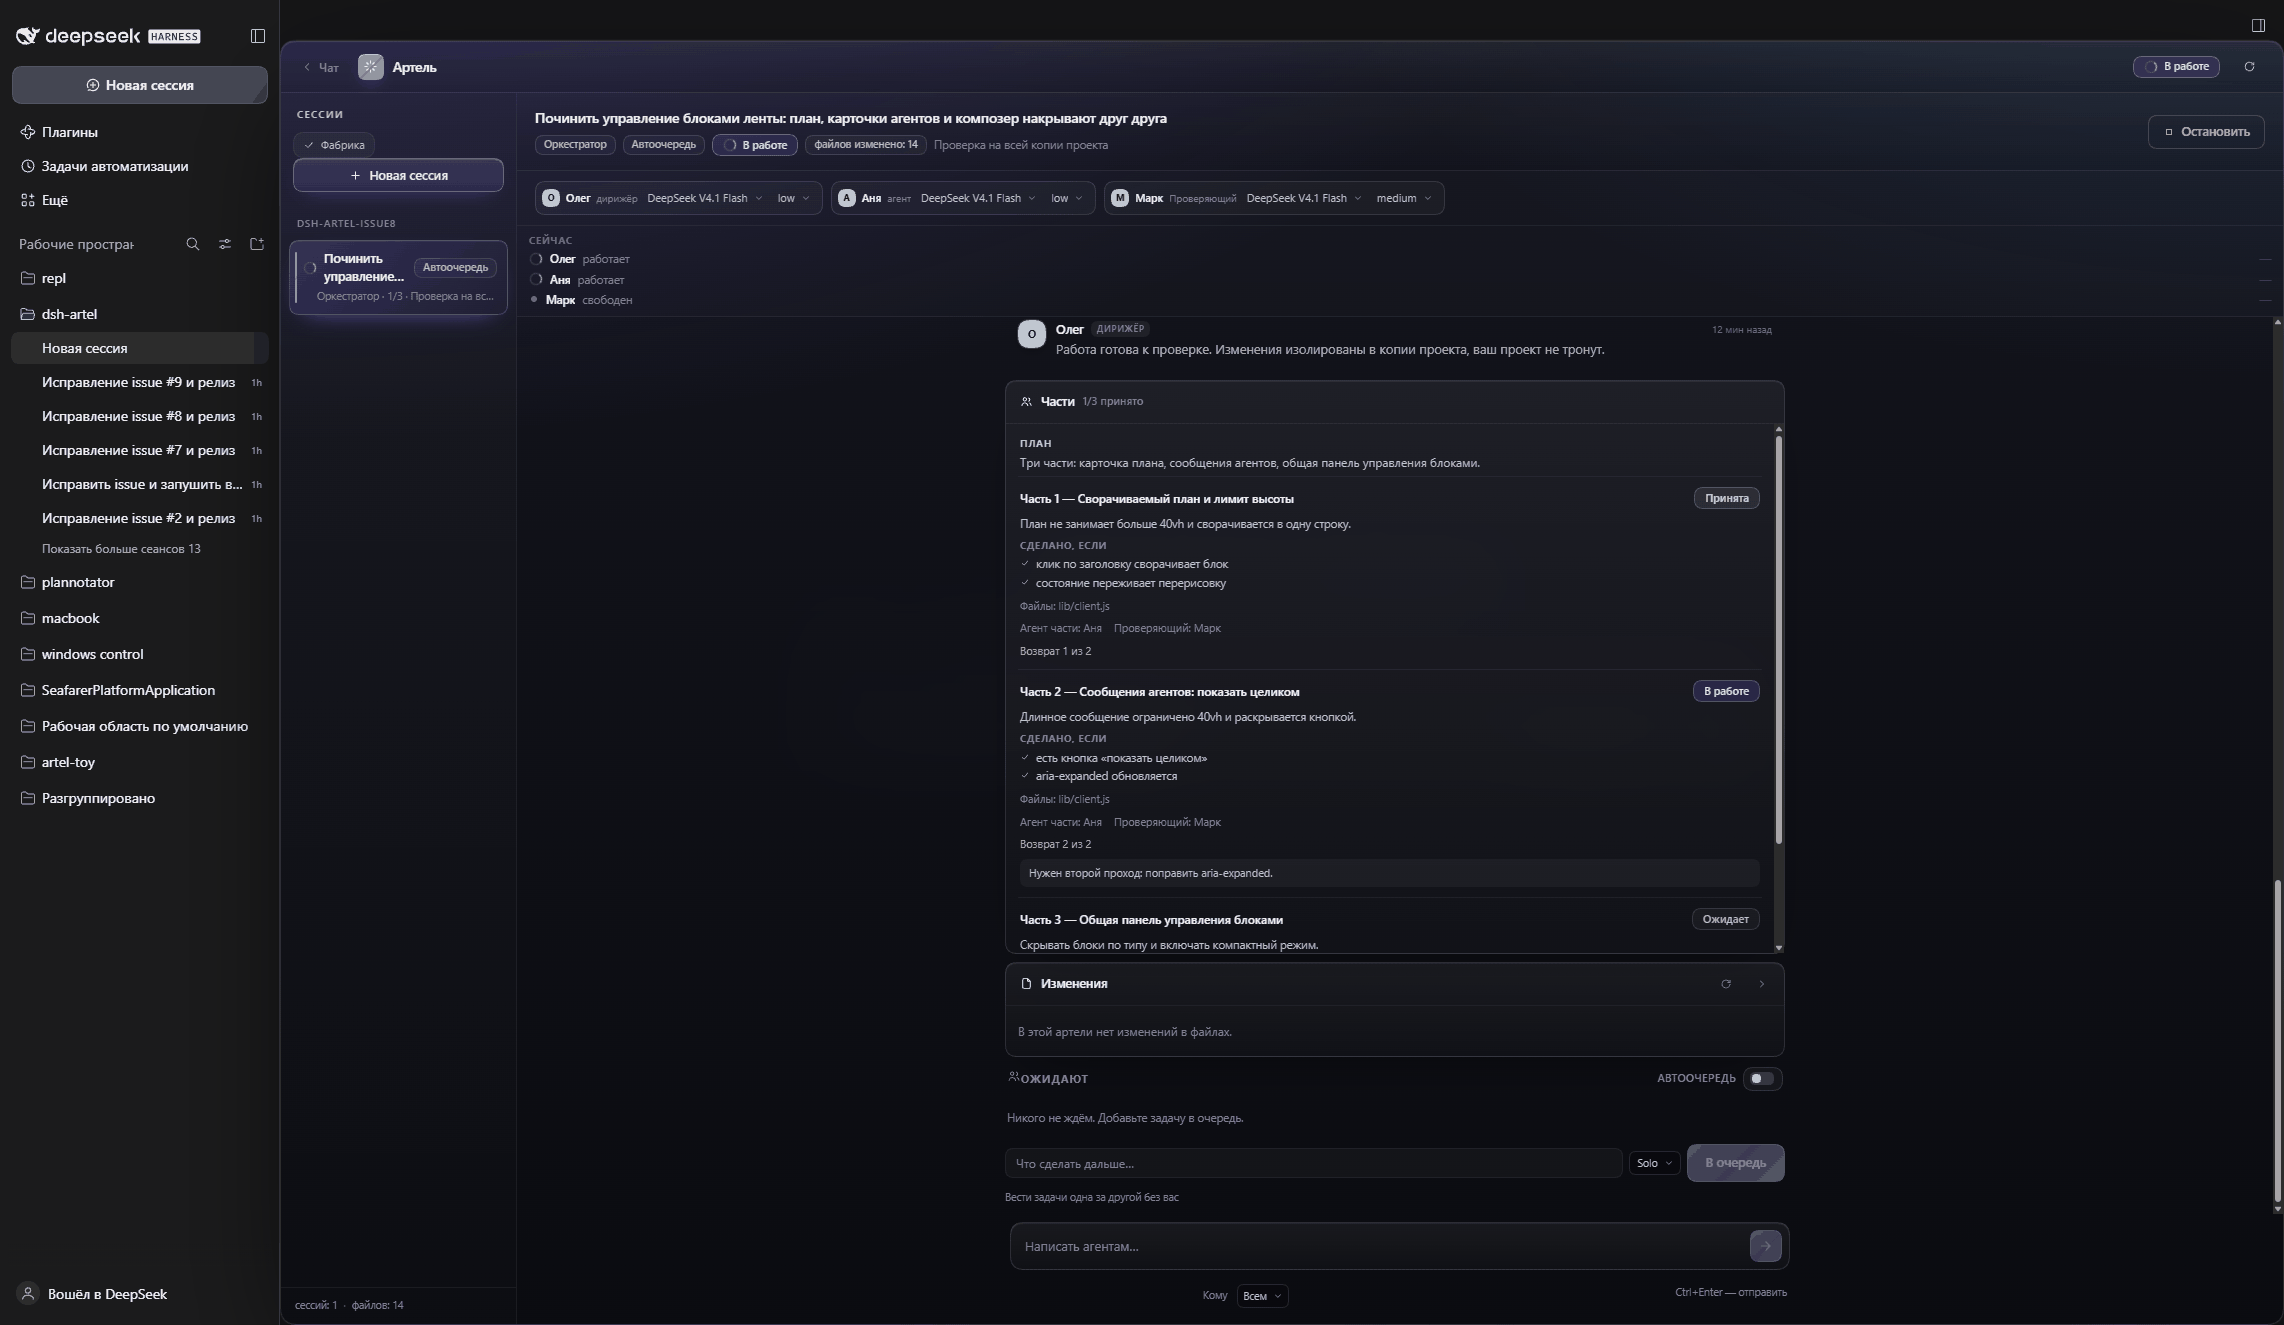 deepseek HARNESS
Новая сессия
Плагины
Задачи автоматизации
Ещё
Рабочие простран
repl
dsh-artel
Новая сессия
Исправление issue #9 и релиз 1h
Исправление issue #8 и релиз 1h
Исправление issue #7 и релиз 1h
Исправить issue и запушить в... 1h
Исправление issue #2 и релиз 1h
Показать больше сеансов 13
plannotator
macbook
windows control
SeafarerPlatformApplication
Рабочая область по умолчанию
artel-toy
Разгруппировано
Вошёл в DeepSeek
Чат
Артель
В работе
СЕССИИ
Фабрика
+ Новая сессия
DSH-ARTEL-ISSUE8
Починить управление...
Автоочередь
Оркестратор · 1/3 · Проверка на вс...
сессий: 1 · файлов: 14
Починить управление блоками ленты: план, карточки агентов и композер накрывают друг друга
Оркестратор Автоочередь В работе файлов изменено: 14 Проверка на всей копии проекта
Остановить
О Олег дирижёр DeepSeek V4.1 Flash low
А Аня агент DeepSeek V4.1 Flash low
М Марк Проверяющий DeepSeek V4.1 Flash medium
СЕЙЧАС
Олег работает —
Аня работает —
Марк свободен —
О Олег ДИРИЖЁР 12 мин назад
Работа готова к проверке. Изменения изолированы в копии проекта, ваш проект не тронут.
Части 1/3 принято
ПЛАН
Три части: карточка плана, сообщения агентов, общая панель управления блоками.
Часть 1 — Сворачиваемый план и лимит высоты Принята
План не занимает больше 40vh и сворачивается в одну строку.
СДЕЛАНО, ЕСЛИ
клик по заголовку сворачивает блок
состояние переживает перерисовку
Файлы: lib/client.js
Агент части: Аня Проверяющий: Марк
Возврат 1 из 2
Часть 2 — Сообщения агентов: показать целиком В работе
Длинное сообщение ограничено 40vh и раскрывается кнопкой.
СДЕЛАНО, ЕСЛИ
есть кнопка «показать целиком»
aria-expanded обновляется
Файлы: lib/client.js
Агент части: Аня Проверяющий: Марк
Возврат 2 из 2
Нужен второй проход: поправить aria-expanded.
Часть 3 — Общая панель управления блоками Ожидает
Скрывать блоки по типу и включать компактный режим.
Изменения
В этой артели нет изменений в файлах.
ОЖИДАЮТ АВТООЧЕРЕДЬ
Никого не ждём. Добавьте задачу в очередь.
Что сделать дальше... Solo В очередь
Вести задачи одна за другой без вас
Написать агентам...
Кому Всем
Ctrl+Enter — отправить